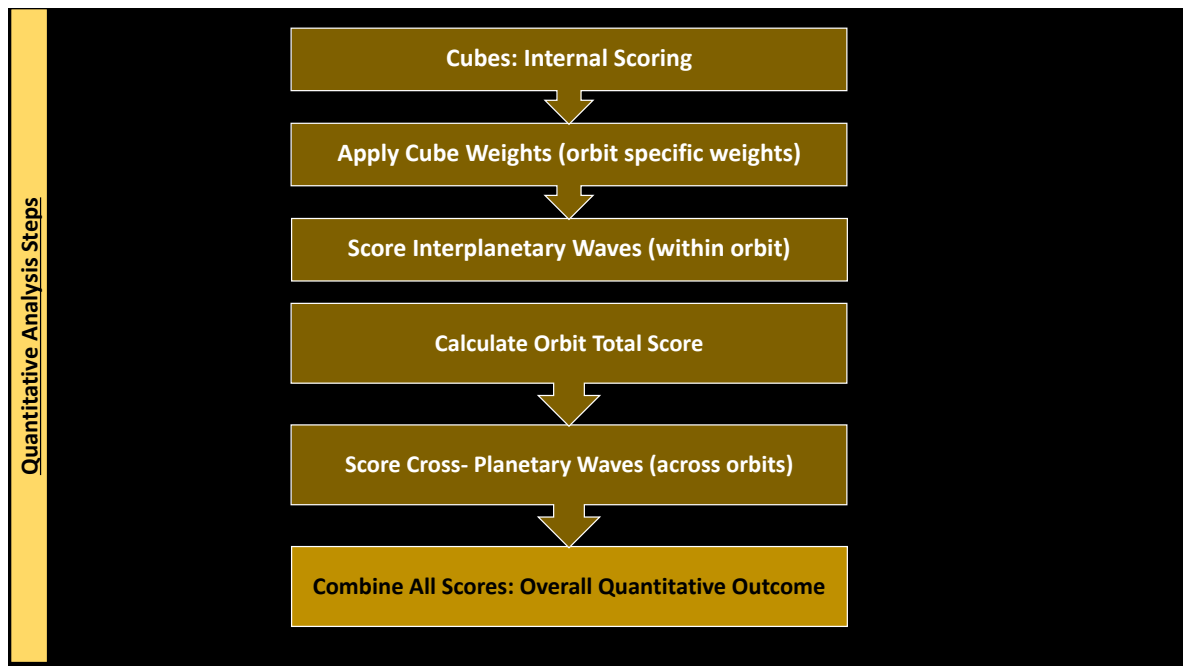 Quantitative Analysis Steps
Cubes: Internal Scoring
Apply Cube Weights (orbit specific weights)
Score Interplanetary Waves (within orbit)
Calculate Orbit Total Score
Score Cross- Planetary Waves (across orbits)
Combine All Scores: Overall Quantitative Outcome